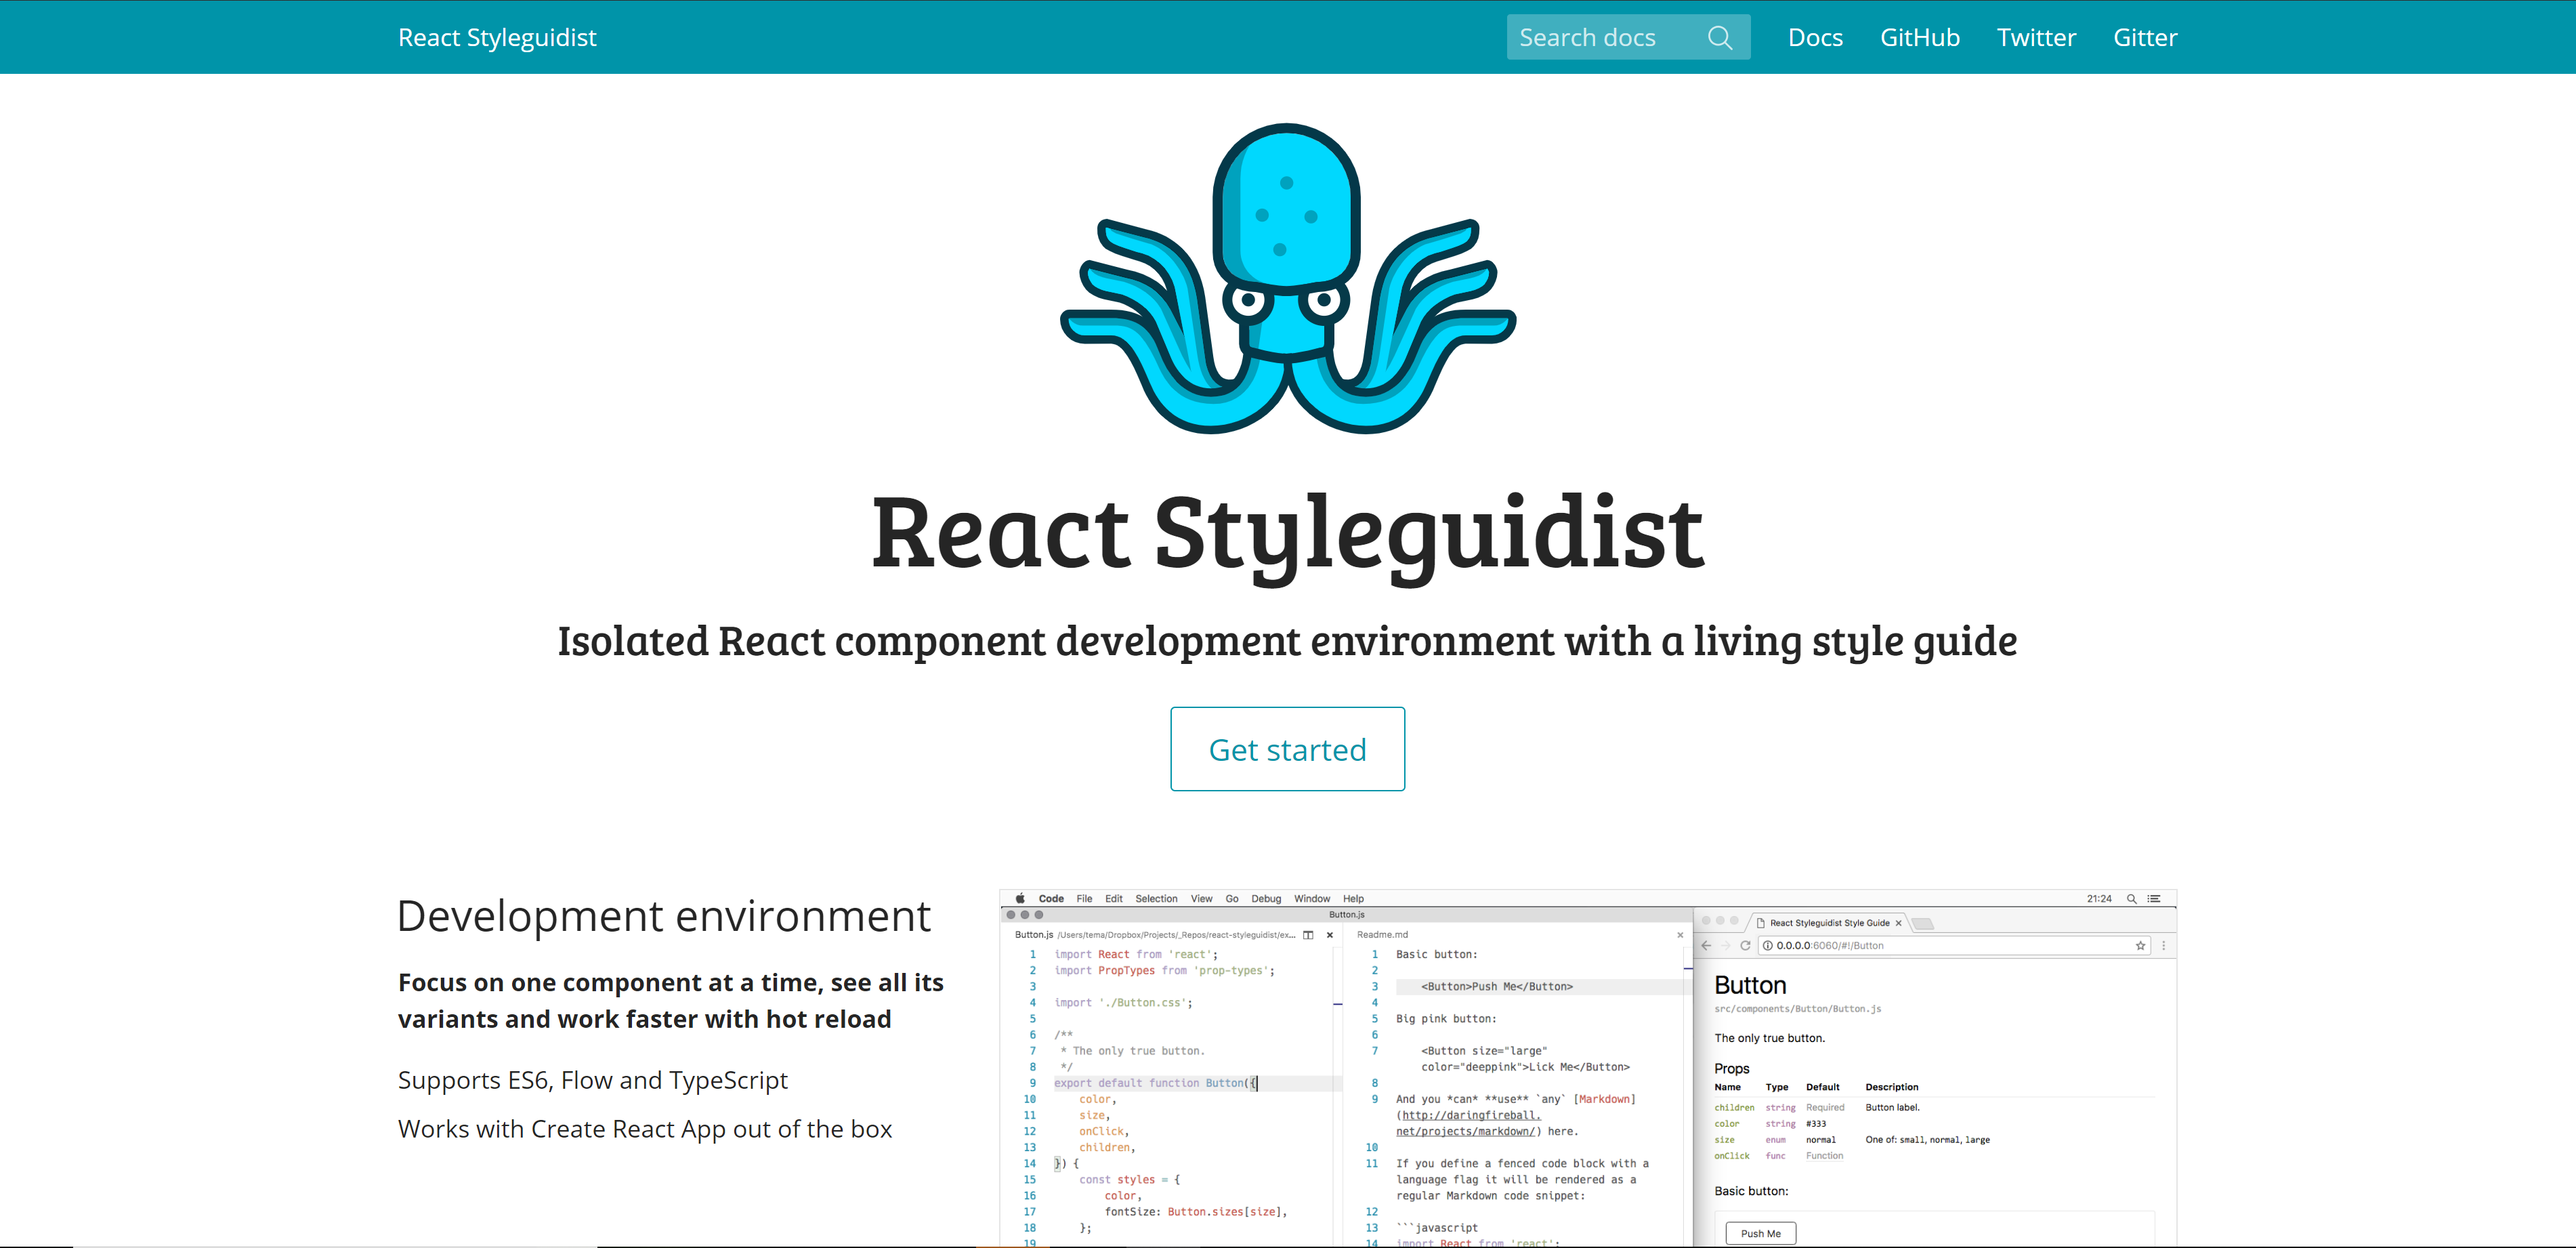 React Styleguidist
Search docs
Docs
GitHub
Twitter
Gitter
React Styleguidist
Isolated React component development environment with a living style guide
Get started
Development environment
Focus on one component at a time, see all its
variants and work faster with hot reload
Supports ES6, Flow and TypeScript
Works with Create React App out of the box
Code File Edit Selection View Go Debug Window Help
21:24
Button.js
Button.js /Users/tema/Dropbox/Projects/_Repos/react-styleguidist/ex...
1 import React from 'react';
2 import PropTypes from 'prop-types';
3
4 import './Button.css';
5
6 /**
7 * The only true button.
8 */
9 export default function Button({
10 color,
11 size,
12 onClick,
13 children,
14 }) {
15 const styles = {
16 color,
17 fontSize: Button.sizes[size],
18 };
19
Readme.md
1 Basic button:
2
3 <Button>Push Me</Button>
4
5 Big pink button:
6
7 <Button size="large"
color="deeppink">Lick Me</Button>
8
9 And you *can* **use** `any` [Markdown]
(http://daringfireball.
net/projects/markdown/) here.
10
11 If you define a fenced code block with a
language flag it will be rendered as a
regular Markdown code snippet:
12
13 ```javascript
14 import React from 'react';
React Styleguidist Style Guide
0.0.0.0:6060/#!/Button
Button
src/components/Button/Button.js
The only true button.
Props
Name Type Default Description
children string Required Button label.
color string #333
size enum normal One of: small, normal, large
onClick func Function
Basic button:
Push Me